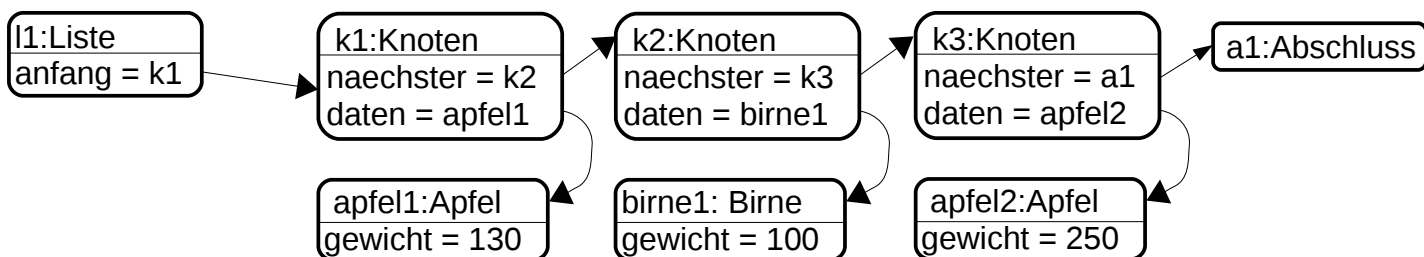 l1:Liste
anfang = k1
k1:Knoten
naechster = k2
daten = apfel1
k2:Knoten
naechster = k3
daten = birne1
k3:Knoten
naechster = a1
daten = apfel2
a1:Abschluss
apfel1:Apfel
gewicht = 130
birne1: Birne
gewicht = 100
apfel2:Apfel
gewicht = 250